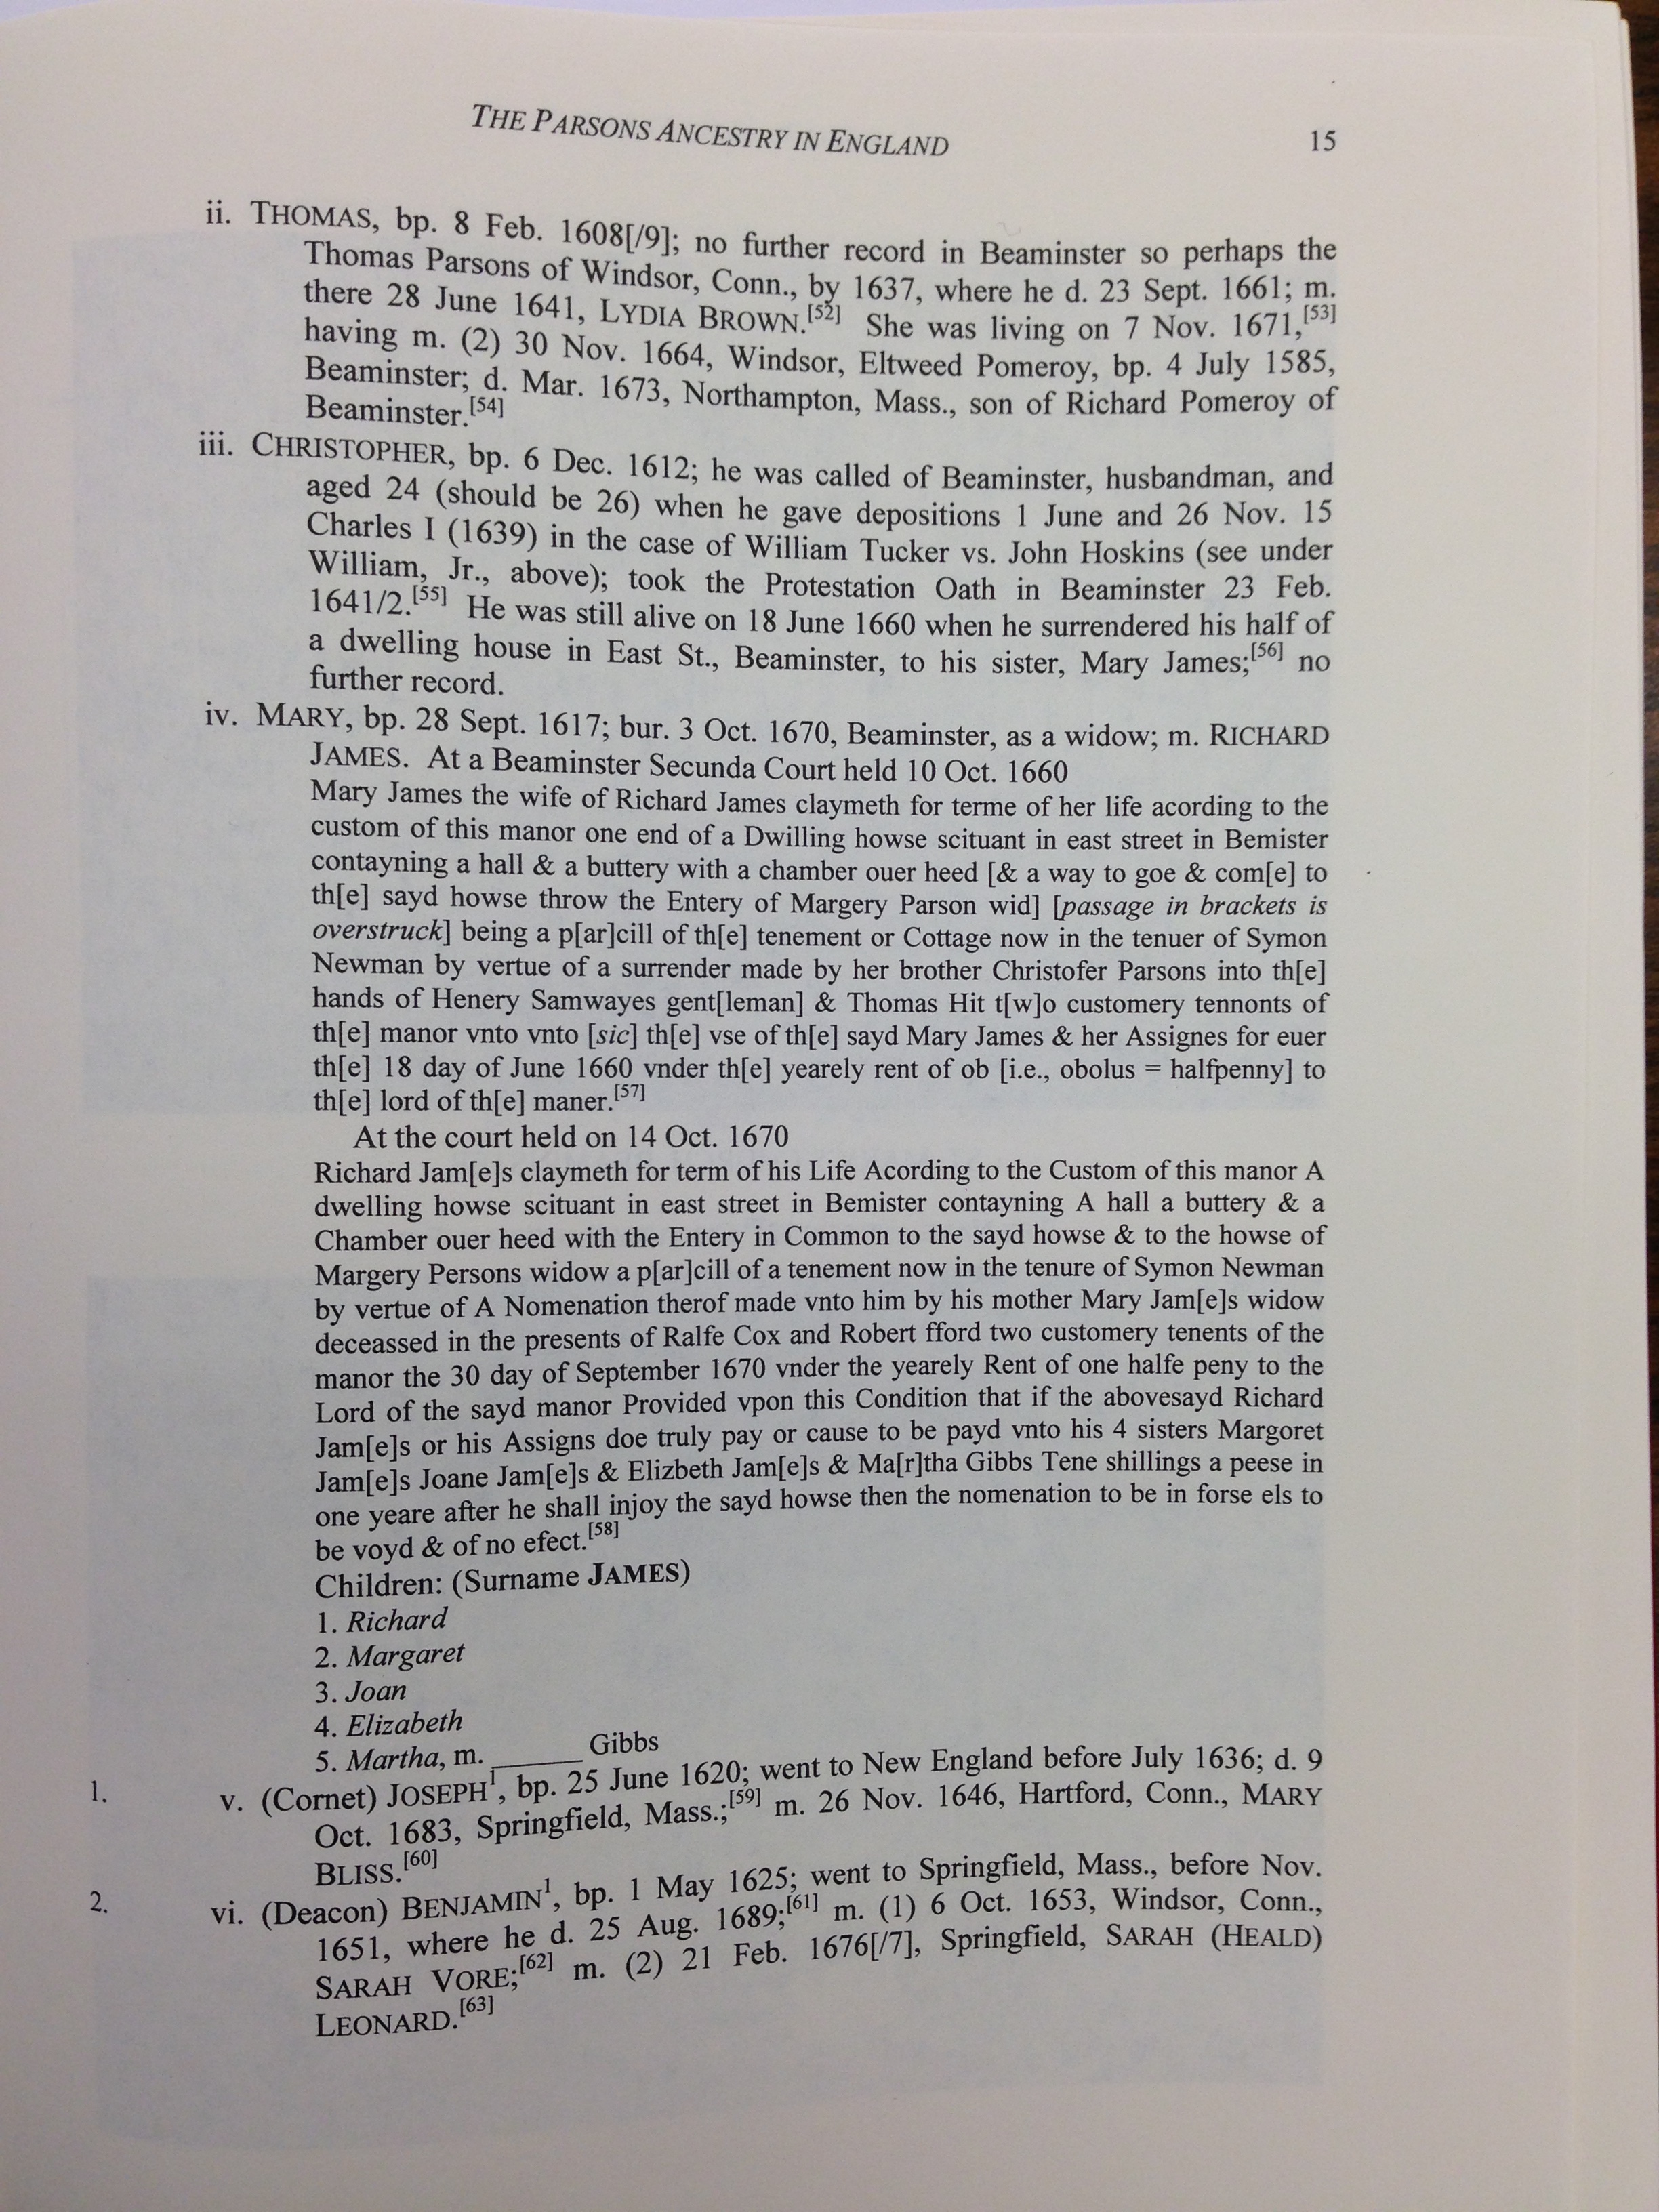 THE PARSONS ANCESTRY IN ENGLAND 15
ii. THOMAS, bp. 8 Feb. 1608[/9]; no further record in Beaminster so perhaps the
Thomas Parsons of Windsor, Conn., by 1637, where he d. 23 Sept. 1661; m.
there 28 June 1641, LYDIA BROWN.[52] She was living on 7 Nov. 1671,[53]
having m. (2) 30 Nov. 1664, Windsor, Eltweed Pomeroy, bp. 4 July 1585,
Beaminster; d. Mar. 1673, Northampton, Mass., son of Richard Pomeroy of
Beaminster.[54]
iii. CHRISTOPHER, bp. 6 Dec. 1612; he was called of Beaminster, husbandman, and
aged 24 (should be 26) when he gave depositions 1 June and 26 Nov. 15
Charles I (1639) in the case of William Tucker vs. John Hoskins (see under
William, Jr., above); took the Protestation Oath in Beaminster 23 Feb.
1641/2.[55] He was still alive on 18 June 1660 when he surrendered his half of
a dwelling house in East St., Beaminster, to his sister, Mary James;[56] no
further record.
iv. MARY, bp. 28 Sept. 1617; bur. 3 Oct. 1670, Beaminster, as a widow; m. RICHARD
JAMES. At a Beaminster Secunda Court held 10 Oct. 1660
Mary James the wife of Richard James claymeth for terme of her life acording to the
custom of this manor one end of a Dwilling howse scituant in east street in Bemister
contayning a hall & a buttery with a chamber ouer heed [& a way to goe & com[e] to
th[e] sayd howse throw the Entery of Margery Parson wid] [passage in brackets is
overstruck] being a p[ar]cill of th[e] tenement or Cottage now in the tenuer of Symon
Newman by vertue of a surrender made by her brother Christofer Parsons into th[e]
hands of Henery Samwayes gent[leman] & Thomas Hit t[w]o customery tennonts of
th[e] manor vnto vnto [sic] th[e] vse of th[e] sayd Mary James & her Assignes for euer
th[e] 18 day of June 1660 vnder th[e] yearely rent of ob [i.e., obolus = halfpenny] to
th[e] lord of th[e] maner.[57]
At the court held on 14 Oct. 1670
Richard Jam[e]s claymeth for term of his Life Acording to the Custom of this manor A
dwelling howse scituant in east street in Bemister contayning A hall a buttery & a
Chamber ouer heed with the Entery in Common to the sayd howse & to the howse of
Margery Persons widow a p[ar]cill of a tenement now in the tenure of Symon Newman
by vertue of A Nomenation therof made vnto him by his mother Mary Jam[e]s widow
deceassed in the presents of Ralfe Cox and Robert fford two customery tenents of the
manor the 30 day of September 1670 vnder the yearely Rent of one halfe peny to the
Lord of the sayd manor Provided vpon this Condition that if the abovesayd Richard
Jam[e]s or his Assigns doe truly pay or cause to be payd vnto his 4 sisters Margoret
Jam[e]s Joane Jam[e]s & Elizbeth Jam[e]s & Ma[r]tha Gibbs Tene shillings a peese in
one yeare after he shall injoy the sayd howse then the nomenation to be in forse els to
be voyd & of no efect.[58]
Children: (Surname JAMES)
1. Richard
2. Margaret
3. Joan
4. Elizabeth
5. Martha, m. ______ Gibbs
1. v. (Cornet) JOSEPH1, bp. 25 June 1620; went to New England before July 1636; d. 9
Oct. 1683, Springfield, Mass.;[59] m. 26 Nov. 1646, Hartford, Conn., MARY
BLISS.[60]
2. vi. (Deacon) BENJAMIN1, bp. 1 May 1625; went to Springfield, Mass., before Nov.
1651, where he d. 25 Aug. 1689;[61] m. (1) 6 Oct. 1653, Windsor, Conn.,
SARAH VORE;[62] m. (2) 21 Feb. 1676[/7], Springfield, SARAH (HEALD)
LEONARD.[63]